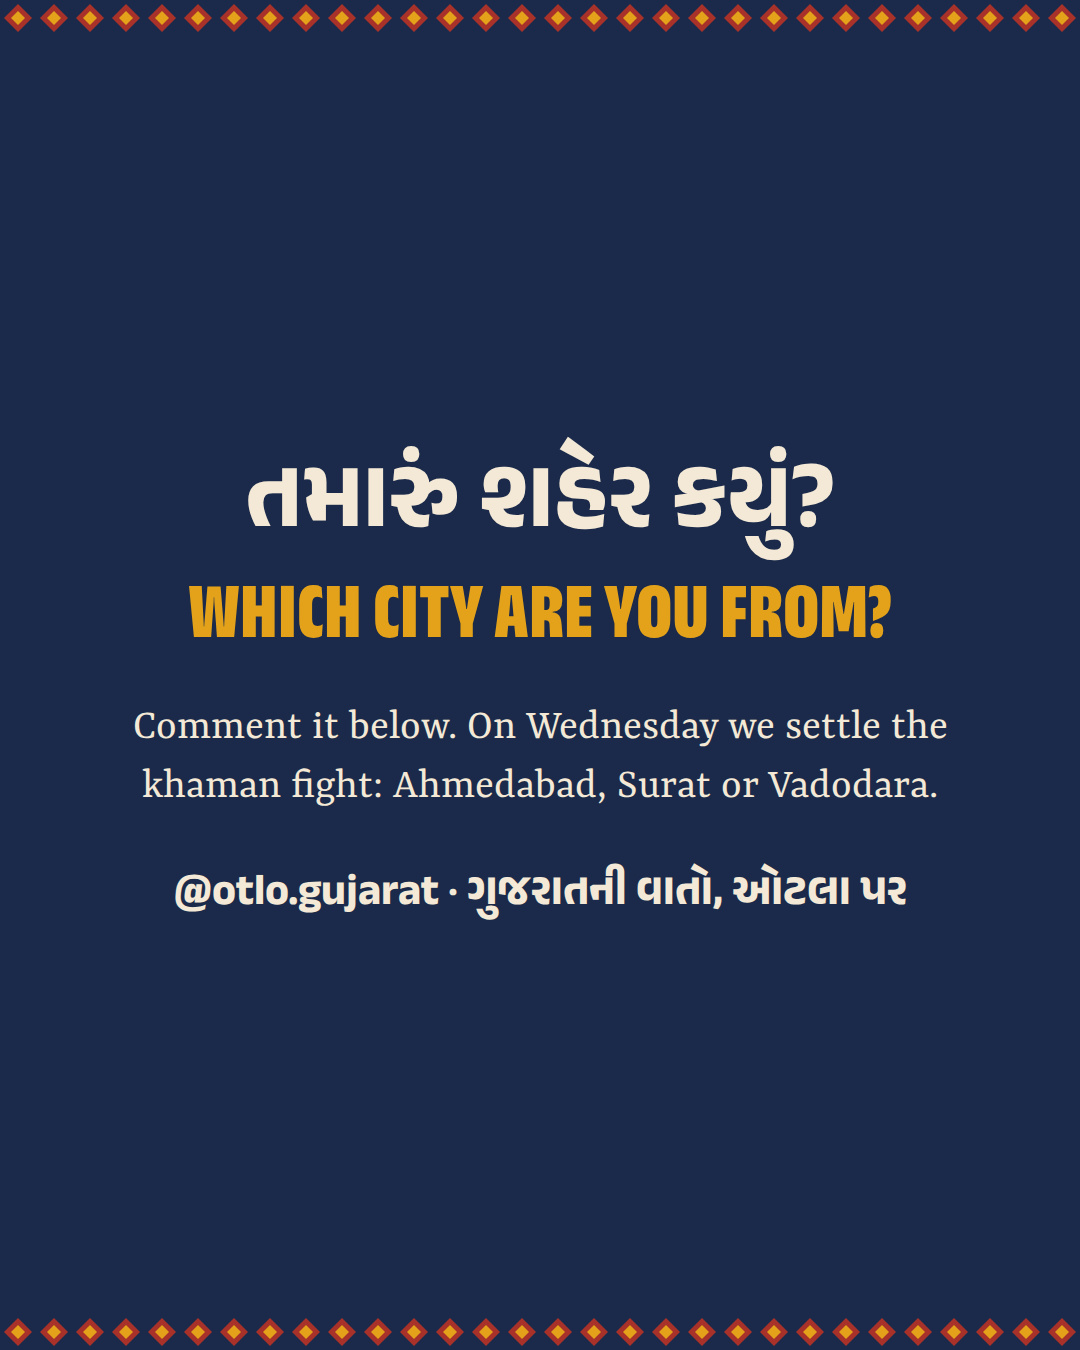 તમારું શહેર કયું?
WHICH CITY ARE YOU FROM?
Comment it below. On Wednesday we settle the
khaman fight: Ahmedabad, Surat or Vadodara.
@otlo.gujarat · ગુજરાતની વાતો, ઓટલા પર